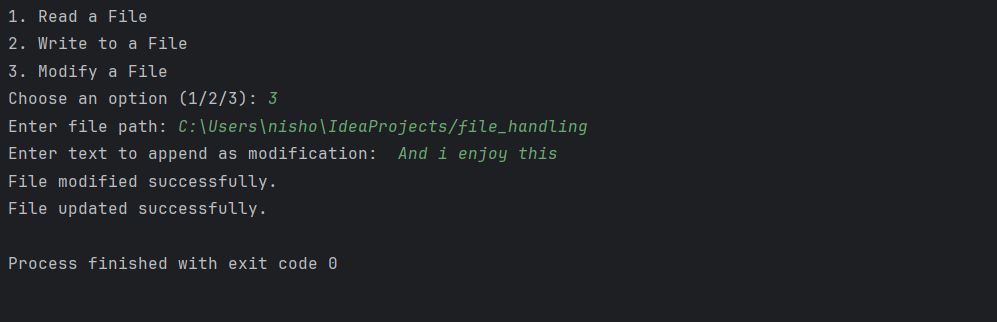 1. Read a File
2. Write to a File
3. Modify a File
Choose an option (1/2/3): 3
Enter file path: C:\Users\nisho\IdeaProjects/file_handling
Enter text to append as modification:  And i enjoy this
File modified successfully.
File updated successfully.
Process finished with exit code 0